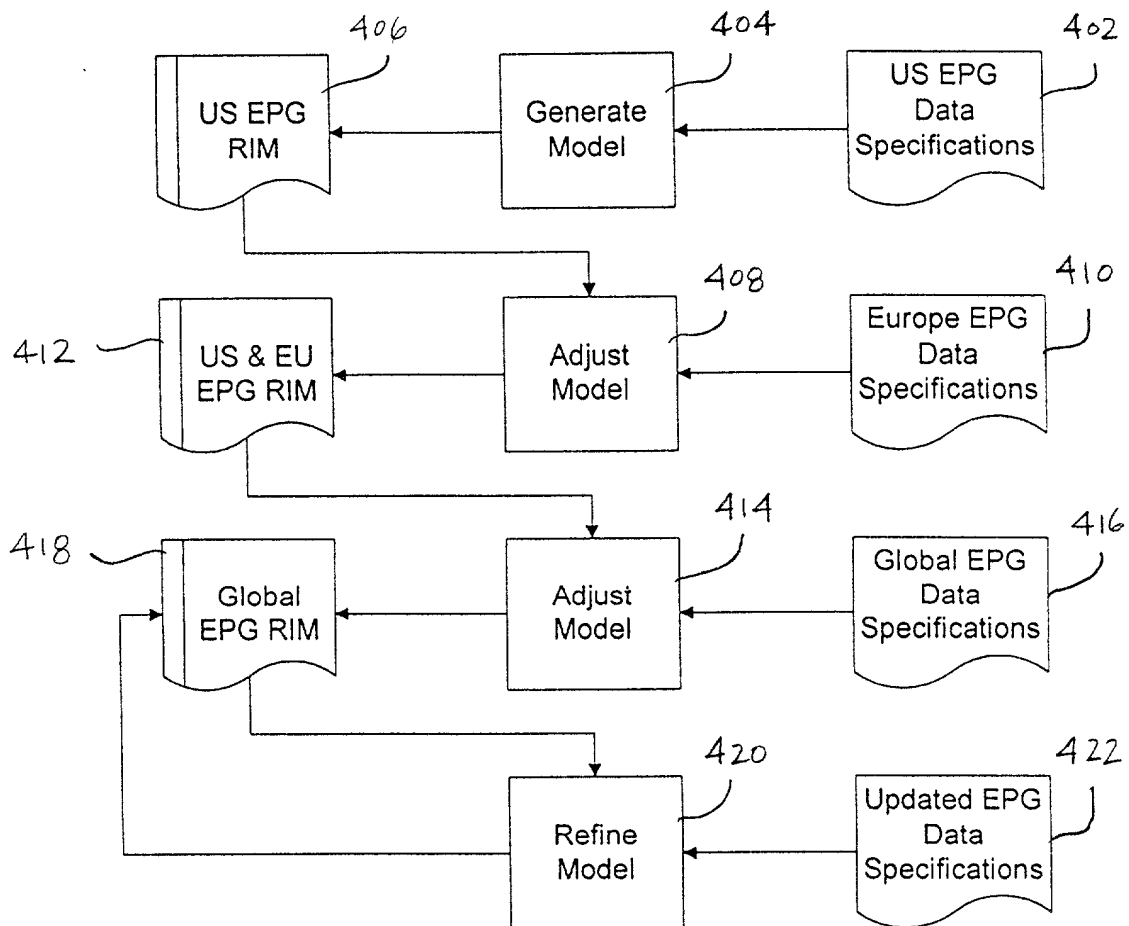 406
404
402
US EPG
RIM
Generate
Model
US EPG
Data
Specifications
408
410
412
US & EU
EPG RIM
Adjust
Model
Europe EPG
Data
Specifications
414
416
418
Global
EPG RIM
Adjust
Model
Global EPG
Data
Specifications
420
422
Refine
Model
Updated EPG
Data
Specifications